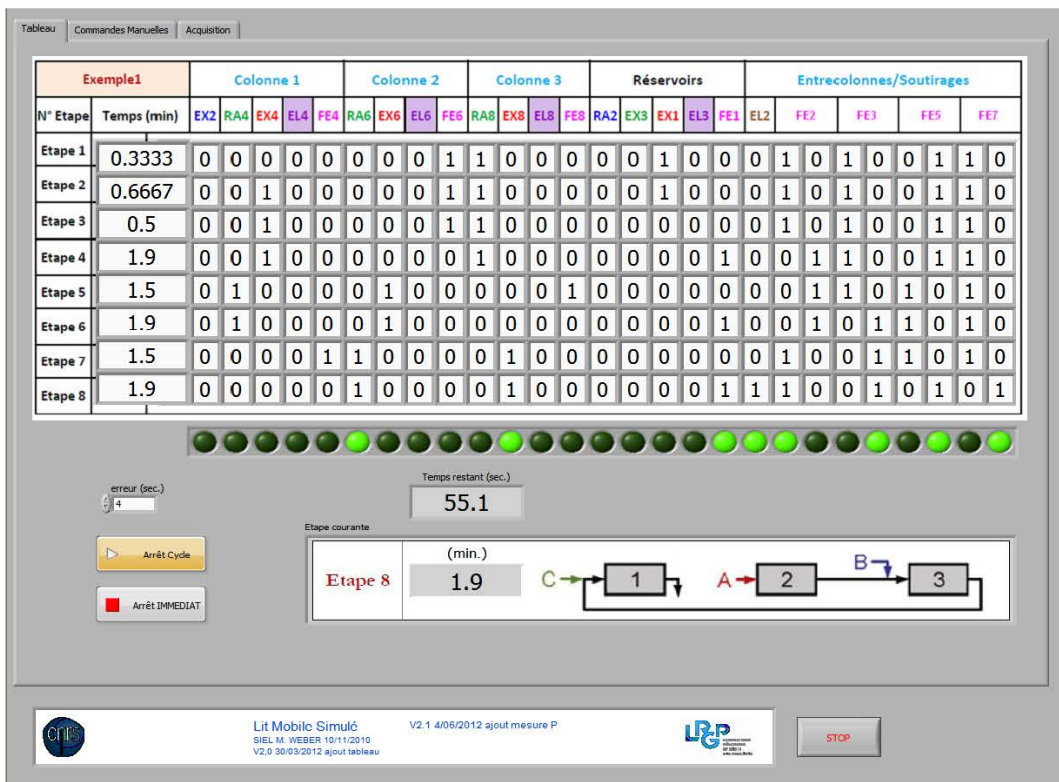 Tableau Commandes Manuelles Acquisition
Exemple1 Colonne 1 Colonne 2 Colonne 3 Réservoirs Entrecolonnes/Soutirages
N° Etape Temps (min) EX2 RA4 EX4 EL4 FE4 RA6 EX6 EL6 FE6 RA8 EX8 EL8 FE8 RA2 EX3 EX1 EL3 FE1 EL2 FE2 FE3 FE5 FE7
Etape 1 0.3333 0 0 0 0 0 0 0 0 1 1 0 0 0 0 0 1 0 0 0 1 0 1 0 0 1 1 0
Etape 2 0.6667 0 0 1 0 0 0 0 0 1 1 0 0 0 0 0 1 0 0 0 1 0 1 0 0 1 1 0
Etape 3 0.5 0 0 1 0 0 0 0 0 1 1 0 0 0 0 0 0 0 0 0 1 0 1 0 0 1 1 0
Etape 4 1.9 0 0 1 0 0 0 0 0 0 1 0 0 0 0 0 0 0 1 0 0 1 1 0 0 1 1 0
Etape 5 1.5 0 1 0 0 0 0 1 0 0 0 0 0 1 0 0 0 0 0 0 0 1 1 0 1 0 1 0
Etape 6 1.9 0 1 0 0 0 0 1 0 0 0 0 0 0 0 0 0 0 1 0 0 1 0 1 1 0 1 0
Etape 7 1.5 0 0 0 0 1 1 0 0 0 0 1 0 0 0 0 0 0 0 0 1 0 0 1 1 0 1 0
Etape 8 1.9 0 0 0 0 0 1 0 0 0 0 1 0 0 0 0 0 0 1 1 1 0 0 1 0 1 0 1
erreur (sec.)
4
Temps restant (sec.)
55.1
Arrêt Cycle
Arrêt IMMEDIAT
Etape courante
Etape 8
(min.)
1.9
C 1 A 2 B 3
cnrs
Lit Mobile Simulé
SIEL M. WEBER 10/11/2010
V2,0 30/03/2012 ajout tableau
V2.1 4/06/2012 ajout mesure P
LRGP
STOP